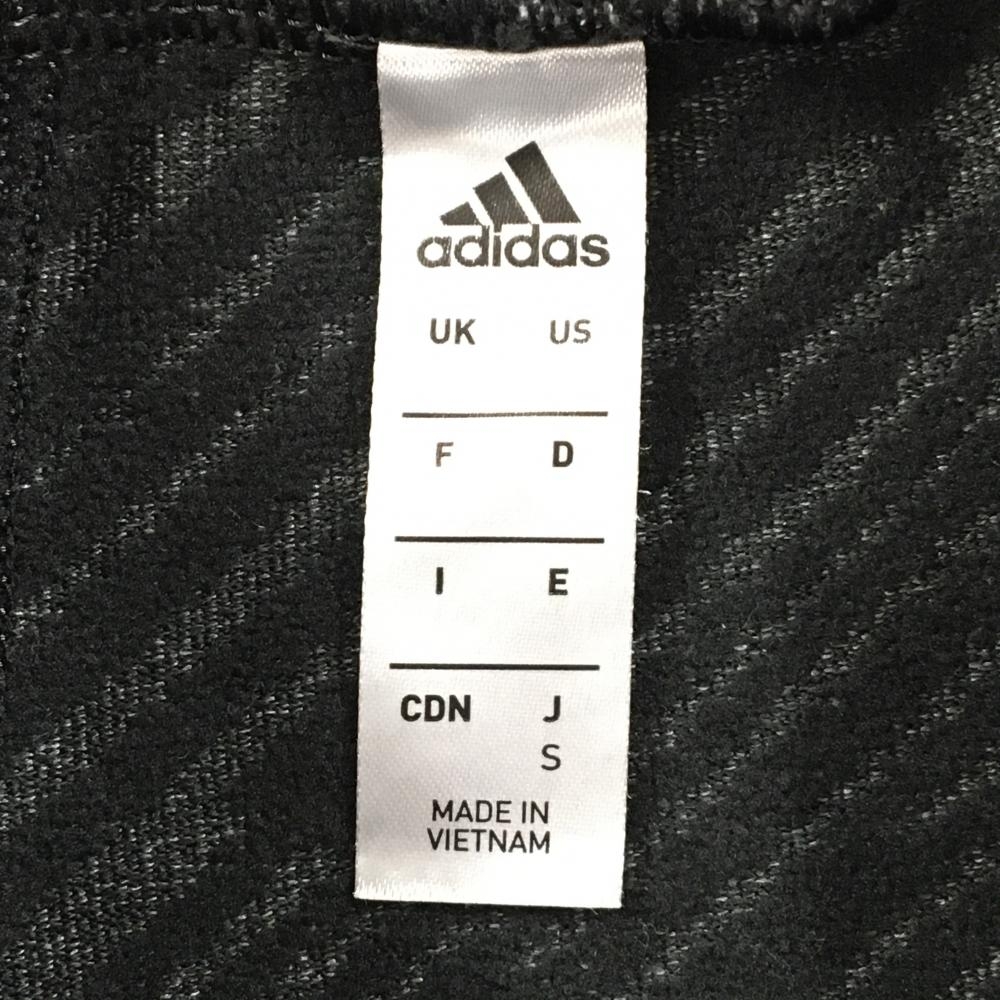 adidas
UK US
F D
I E
CDN J
S
MADE IN
VIETNAM